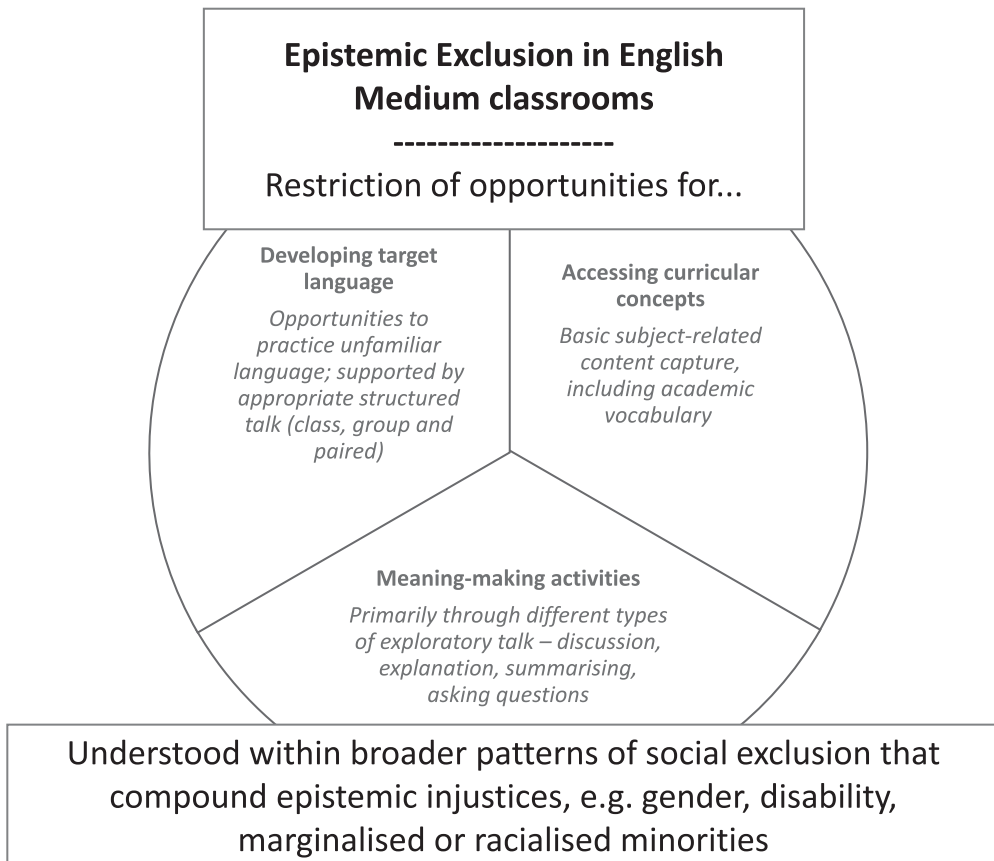 Epistemic Exclusion in English
Medium classrooms
--------------------
Restriction of opportunities for...
Developing target
language
Opportunities to
practice unfamiliar
language; supported by
appropriate structured
talk (class, group and
paired)
Accessing curricular
concepts
Basic subject-related
content capture,
including academic
vocabulary
Meaning-making activities
Primarily through different types
of exploratory talk – discussion,
explanation, summarising,
asking questions
Understood within broader patterns of social exclusion that
compound epistemic injustices, e.g. gender, disability,
marginalised or racialised minorities